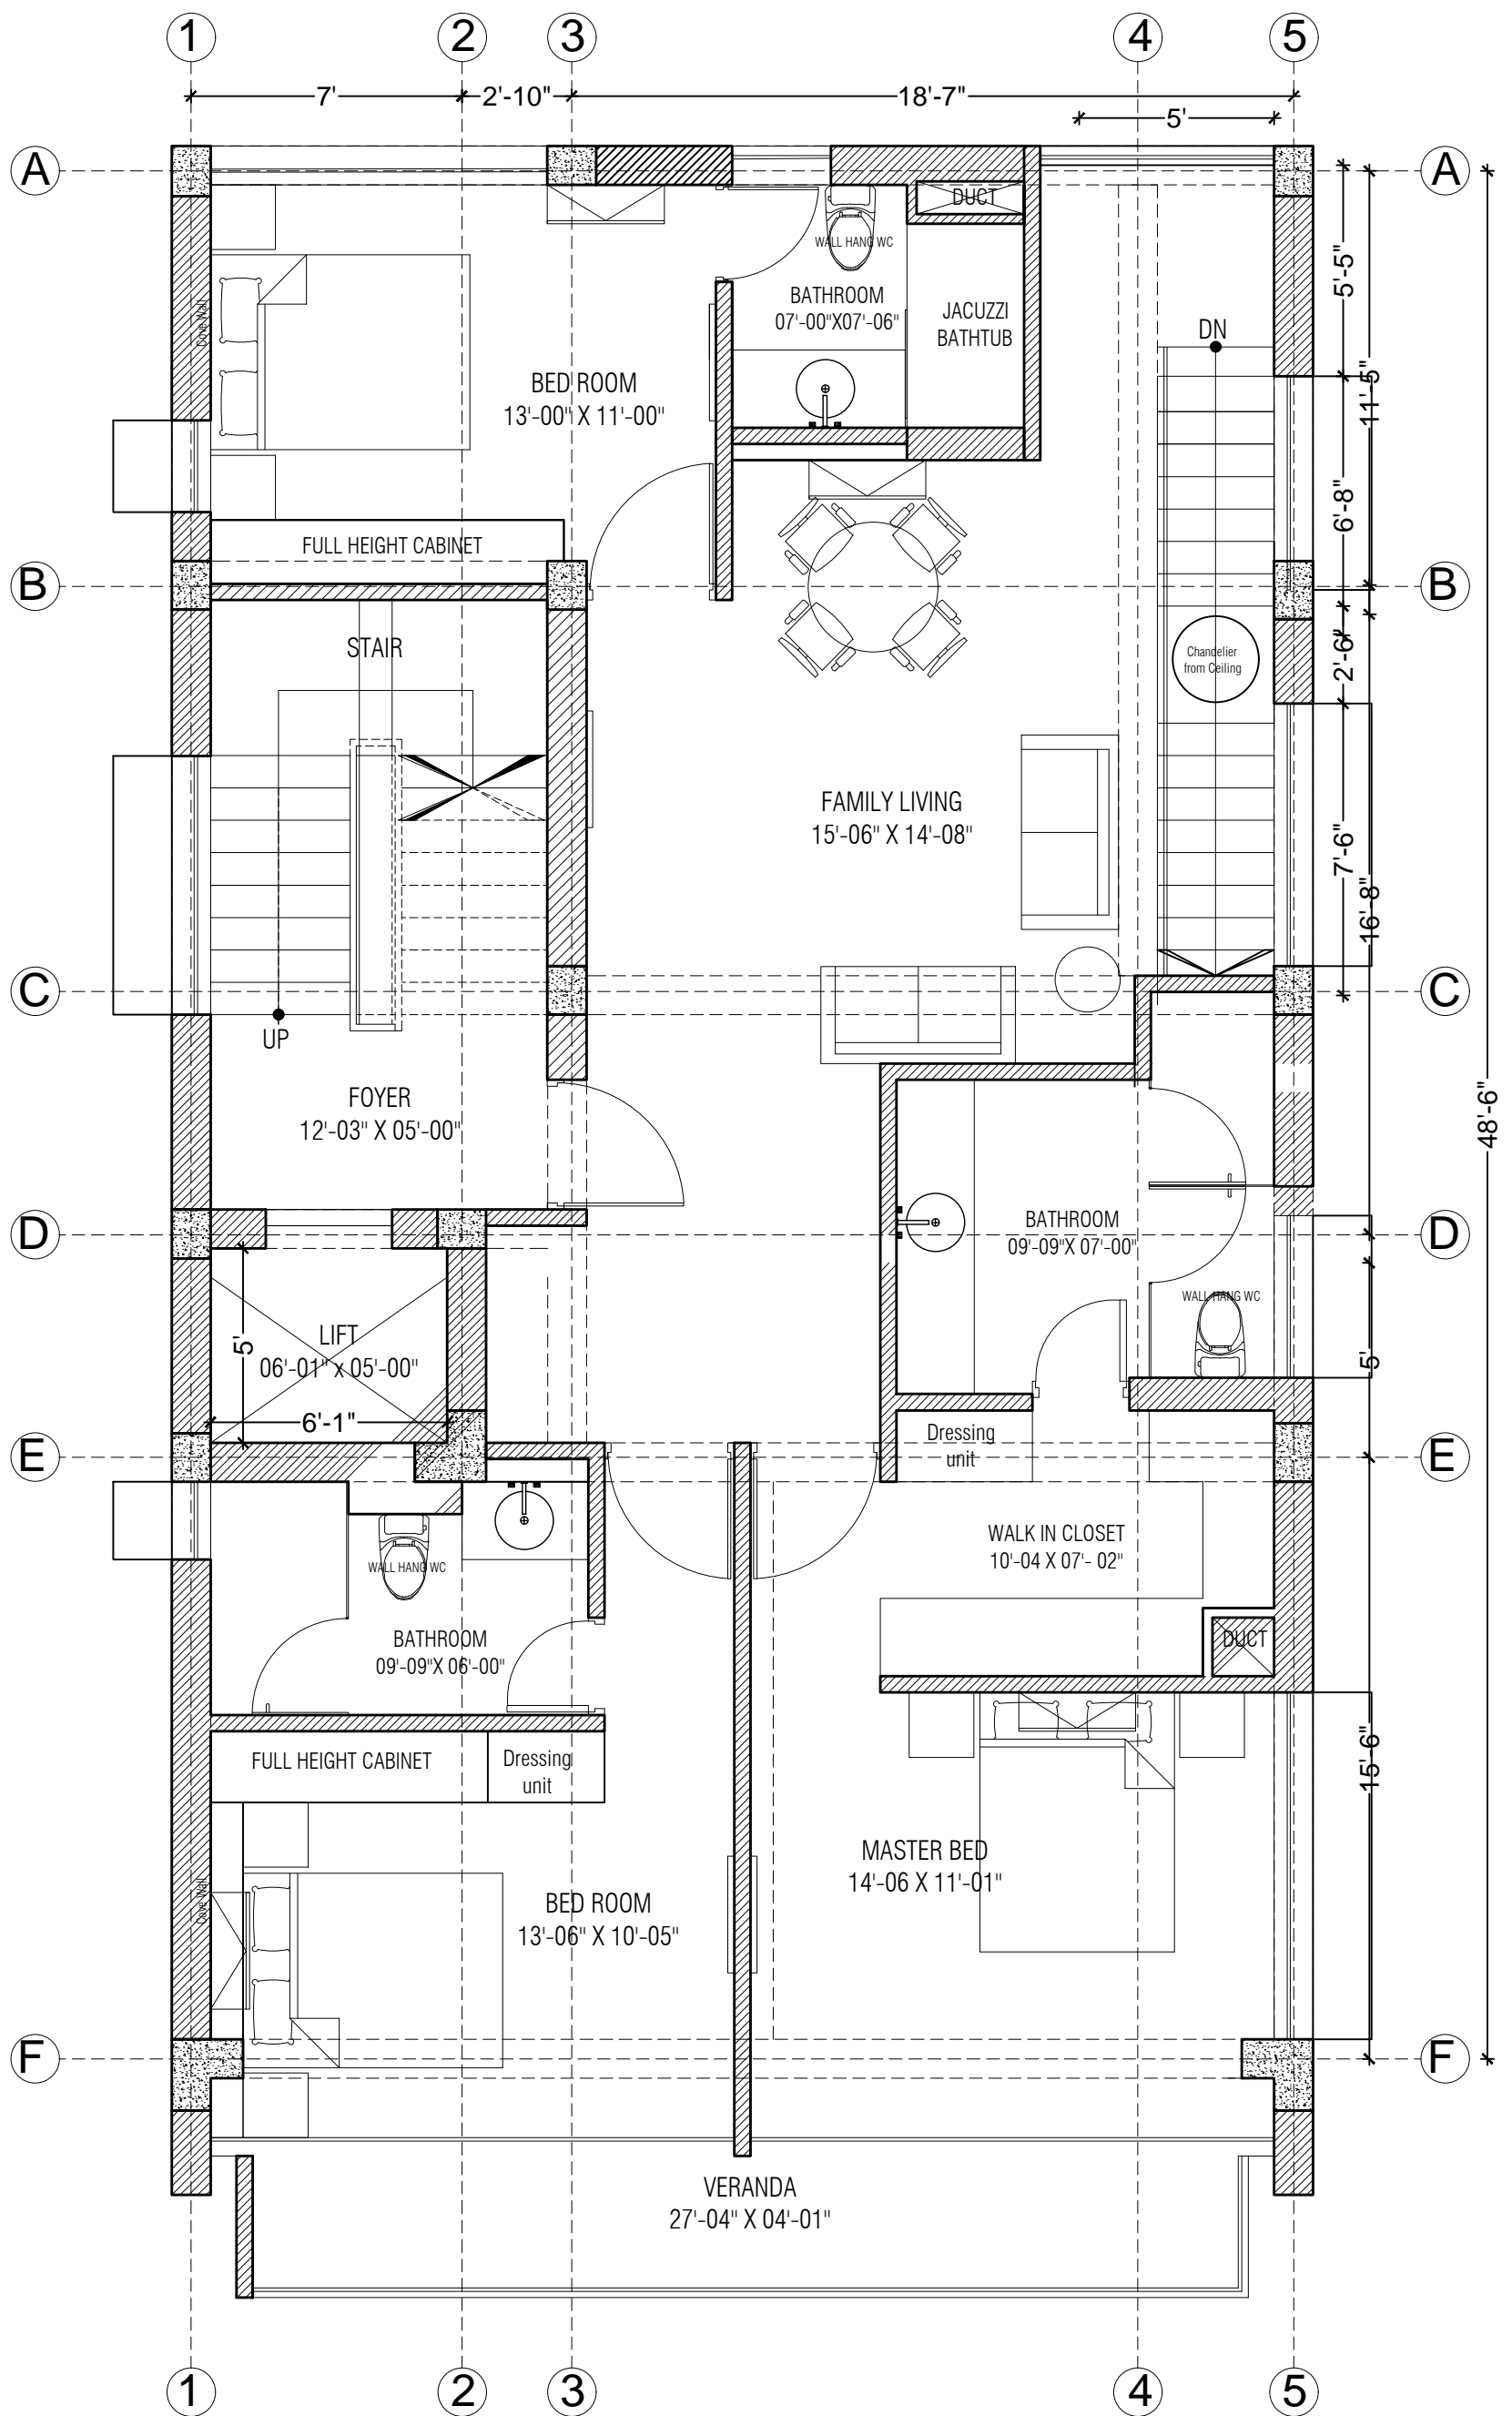 1 2 3 4 5
7' 2'-10" 18'-7"
5'
A A
DUCT
WALL HANG WC
5'-5"
BATHROOM
07'-00"X07'-06"
JACUZZI
BATHTUB
Cove Wall
DN
BED ROOM
13'-00" X 11'-00"
11'-5"
6'-8"
FULL HEIGHT CABINET
B B
STAIR
Chandelier
from Ceiling
2'-6"
FAMILY LIVING
15'-06" X 14'-08"
7'-6"
16'-8"
C C
UP
FOYER
12'-03" X 05'-00"
48'-6"
D D
BATHROOM
09'-09"X 07'-00"
WALL HANG WC
LIFT
06'-01" x 05'-00"
5'
5'
6'-1"
Dressing
unit
E E
WALK IN CLOSET
10'-04 X 07'- 02"
WALL HANG WC
BATHROOM
09'-09"X 06'-00"
DUCT
FULL HEIGHT CABINET
Dressing
unit
15'-6"
MASTER BED
14'-06 X 11'-01"
Cove Wall
BED ROOM
13'-06" X 10'-05"
F F
VERANDA
27'-04" X 04'-01"
1 2 3 4 5